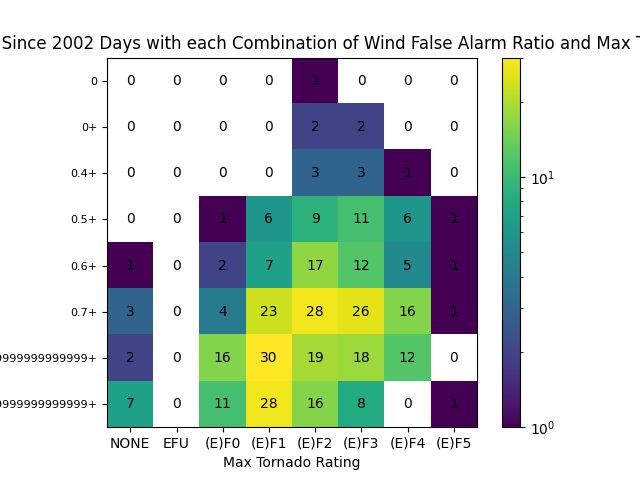 Since 2002 Days with each Combination of Wind False Alarm Ratio and Max
0 0 0 0 0 1 0 0 0
0+ 0 0 0 0 2 2 0 0
0.4+ 0 0 0 0 3 3 1 0
0.5+ 0 0 1 6 9 11 6 1
0.6+ 1 0 2 7 17 12 5 1
0.7+ 3 0 4 23 28 26 16 1
9999999999999+ 2 0 16 30 19 18 12 0
9999999999999+ 7 0 11 28 16 8 0 1
NONE EFU (E)F0 (E)F1 (E)F2 (E)F3 (E)F4 (E)F5
Max Tornado Rating
10¹
10⁰